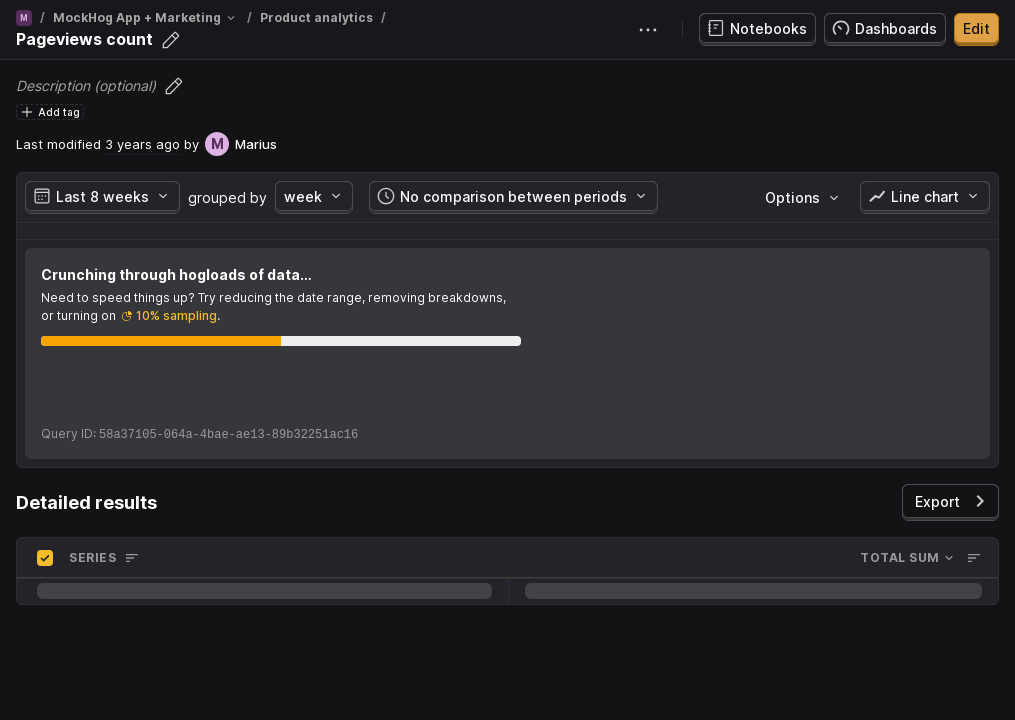 M / MockHog App + Marketing / Product analytics /
Pageviews count
Notebooks
Dashboards
Edit
Description (optional)
Add tag
Last modified 3 years ago by M Marius
Last 8 weeks grouped by week No comparison between periods Options Line chart
Crunching through hogloads of data...
Need to speed things up? Try reducing the date range, removing breakdowns,
or turning on 10% sampling.
Query ID: 58a37105-064a-4bae-ae13-89b32251ac16
Detailed results
Export
SERIES TOTAL SUM